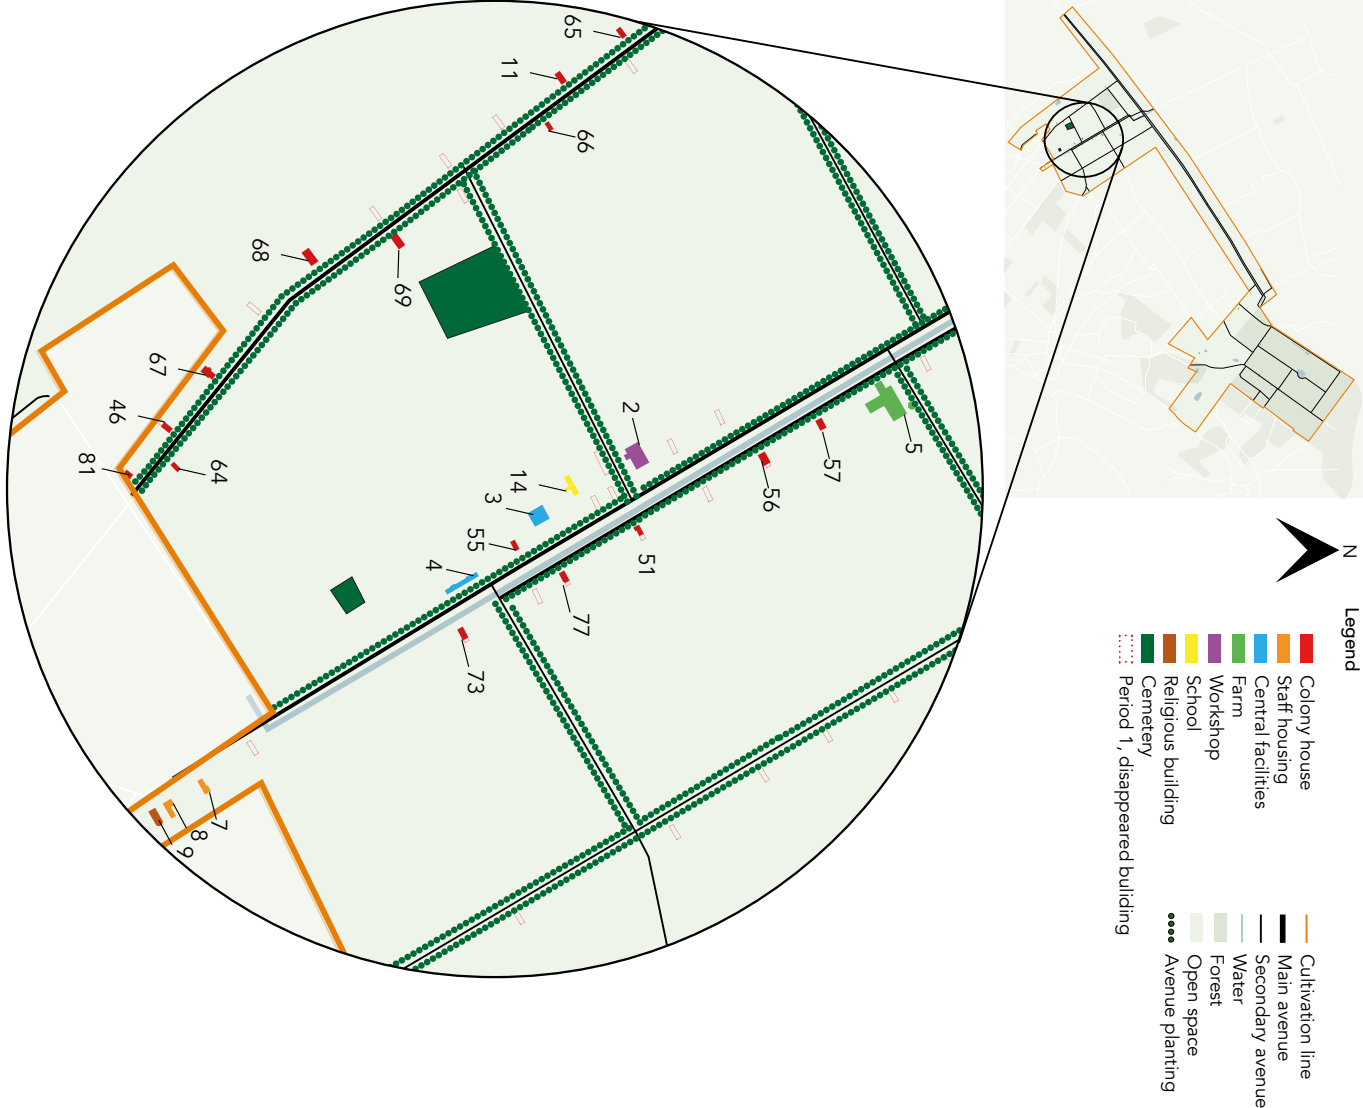 N
Legend
Colony house
Staff housing
Central facilities
Farm
Workshop
School
Religious building
Cemetery
Period 1, disappeared buliding
Cultivation line
Main avenue
Secondary avenue
Water
Forest
Open space
Avenue planting
65
11
66
68
69
67
46
81
64
2
14
3
55
4
5
57
56
51
77
73
7
8
9